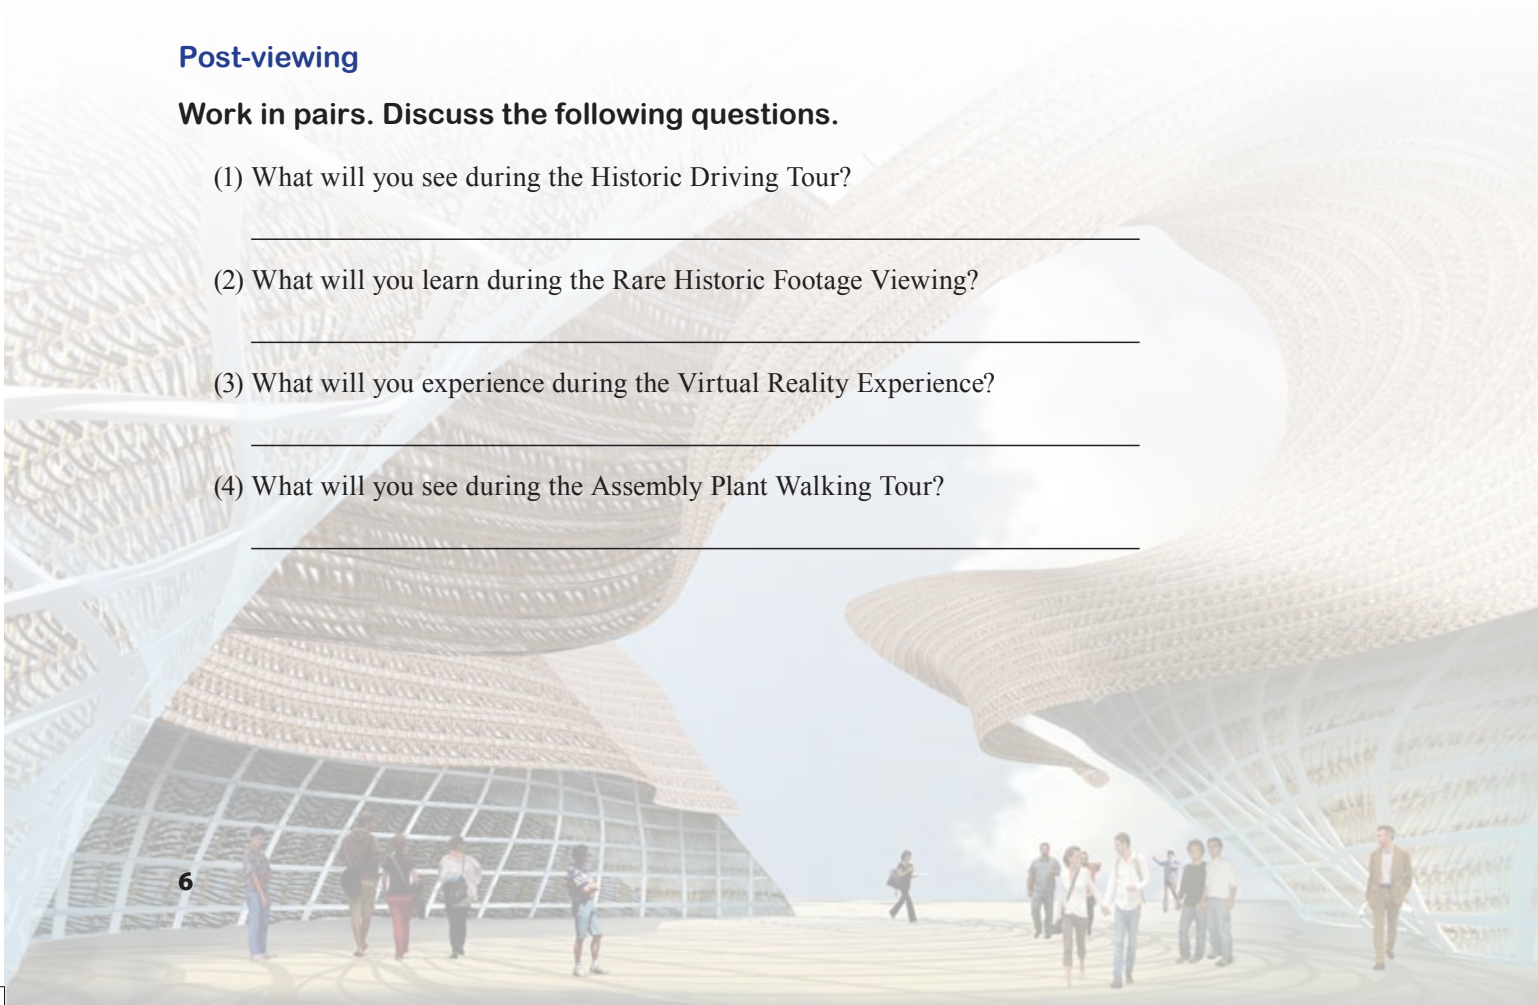 Post-viewing
Work in pairs. Discuss the following questions.
(1) What will you see during the Historic Driving Tour?
(2) What will you learn during the Rare Historic Footage Viewing?
(3) What will you experience during the Virtual Reality Experience?
(4) What will you see during the Assembly Plant Walking Tour?
6